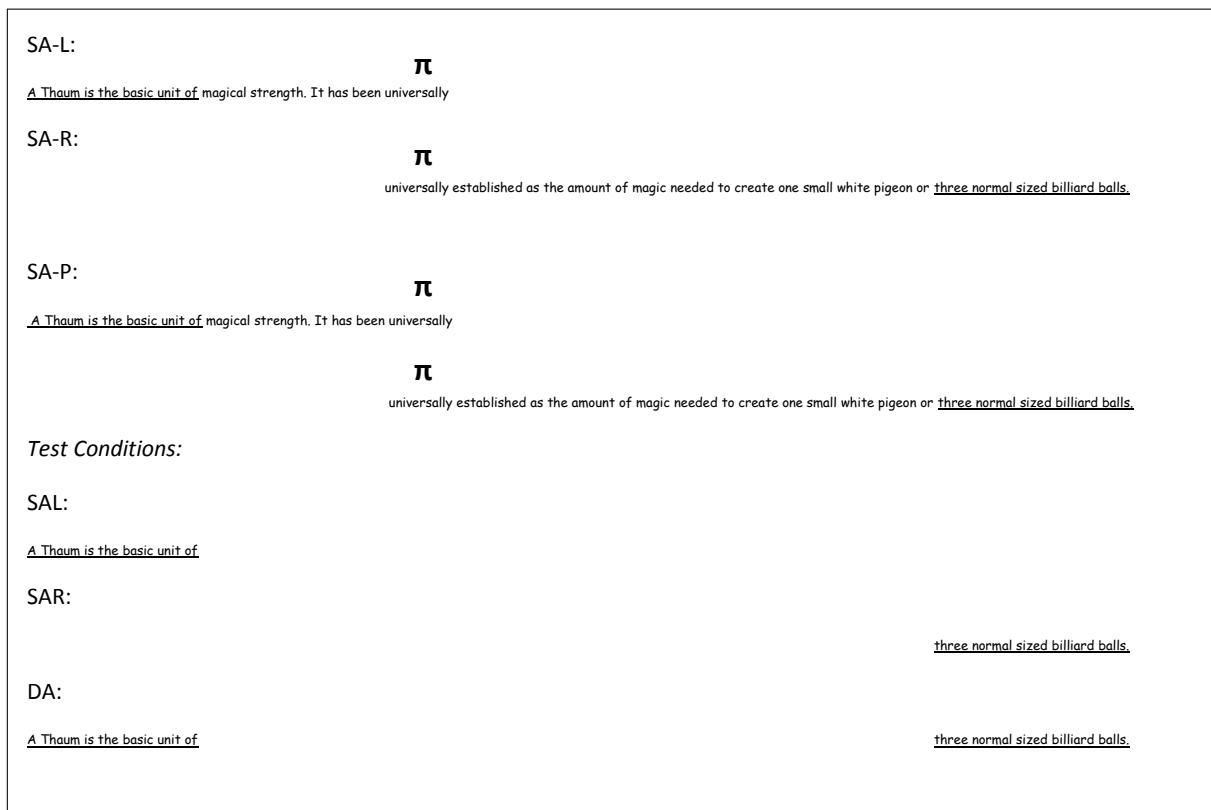 SA-L:
π
A Thaum is the basic unit of magical strength. It has been universally
SA-R:
π
universally established as the amount of magic needed to create one small white pigeon or three normal sized billiard balls.
SA-P:
π
A Thaum is the basic unit of magical strength. It has been universally
π
universally established as the amount of magic needed to create one small white pigeon or three normal sized billiard balls.
Test Conditions:
SAL:
A Thaum is the basic unit of
SAR:
three normal sized billiard balls.
DA:
A Thaum is the basic unit of three normal sized billiard balls.